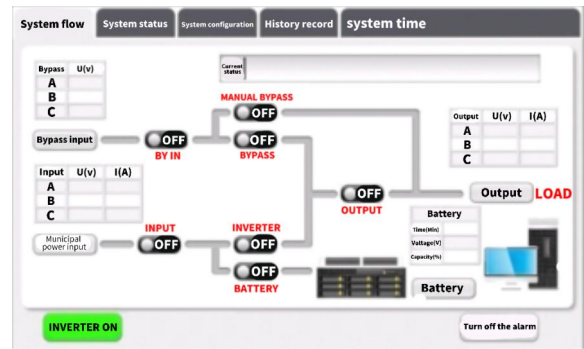 System flow
System status
System configuration
History record
system time
Current
status
Bypass U(v)
A
B
C
MANUAL BYPASS
OFF
Bypass input
OFF
BY IN
OFF
BYPASS
Output U(v) I(A)
A
B
C
Input U(v) I(A)
A
B
C
OFF
OUTPUT
Output
LOAD
Municipal
power input
INPUT
OFF
INVERTER
OFF
OFF
BATTERY
Battery
Time(Min)
Voltage(V)
Capacity(%)
Battery
INVERTER ON
Turn off the alarm